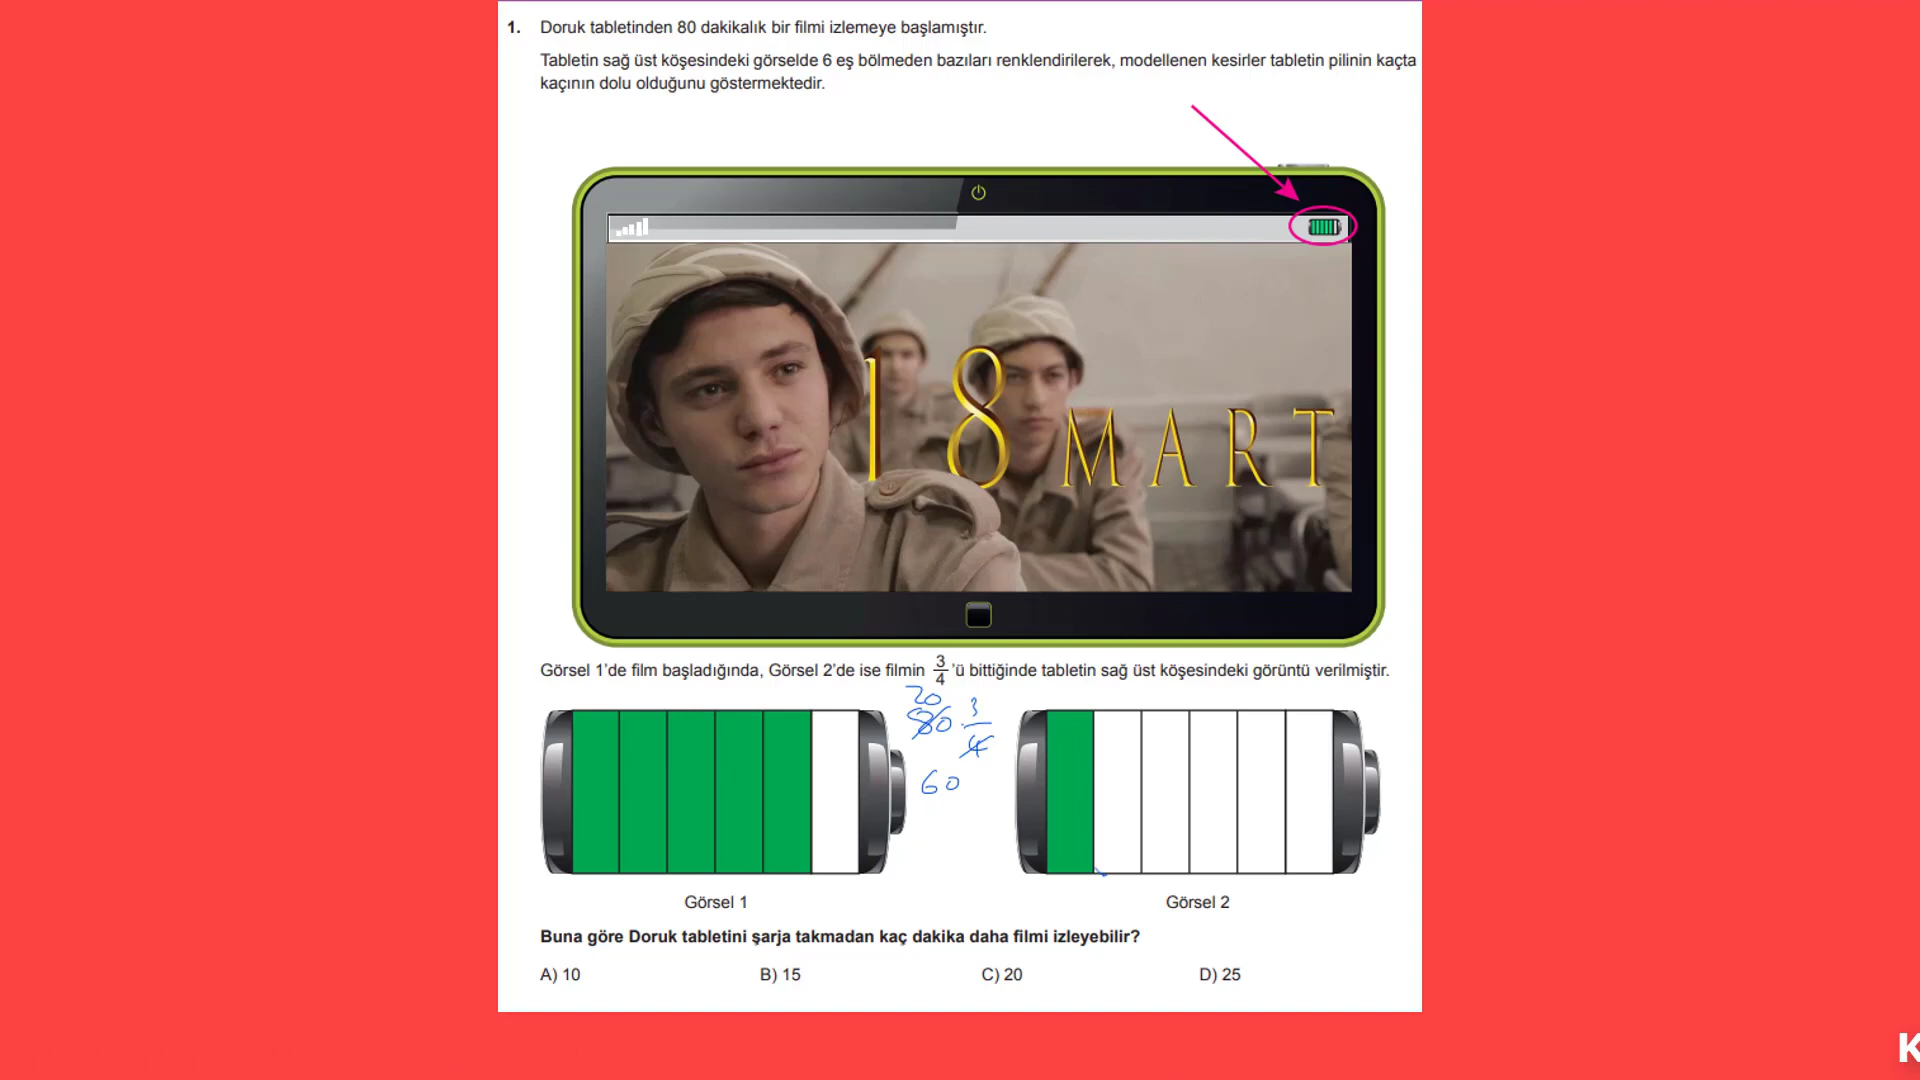 1. Doruk tabletinden 80 dakikalık bir filmi izlemeye başlamıştır.
Tabletin sağ üst köşesindeki görselde 6 eş bölmeden bazıları renklendirilerek, modellenen kesirler tabletin pilinin kaçta
kaçının dolu olduğunu göstermektedir.
18 MART
Görsel 1'de film başladığında, Görsel 2'de ise filmin 3/4 'ü bittiğinde tabletin sağ üst köşesindeki görüntü verilmiştir.
20
80 · 3/4
60
Görsel 1
Görsel 2
Buna göre Doruk tabletini şarja takmadan kaç dakika daha filmi izleyebilir?
A) 10
B) 15
C) 20
D) 25
K